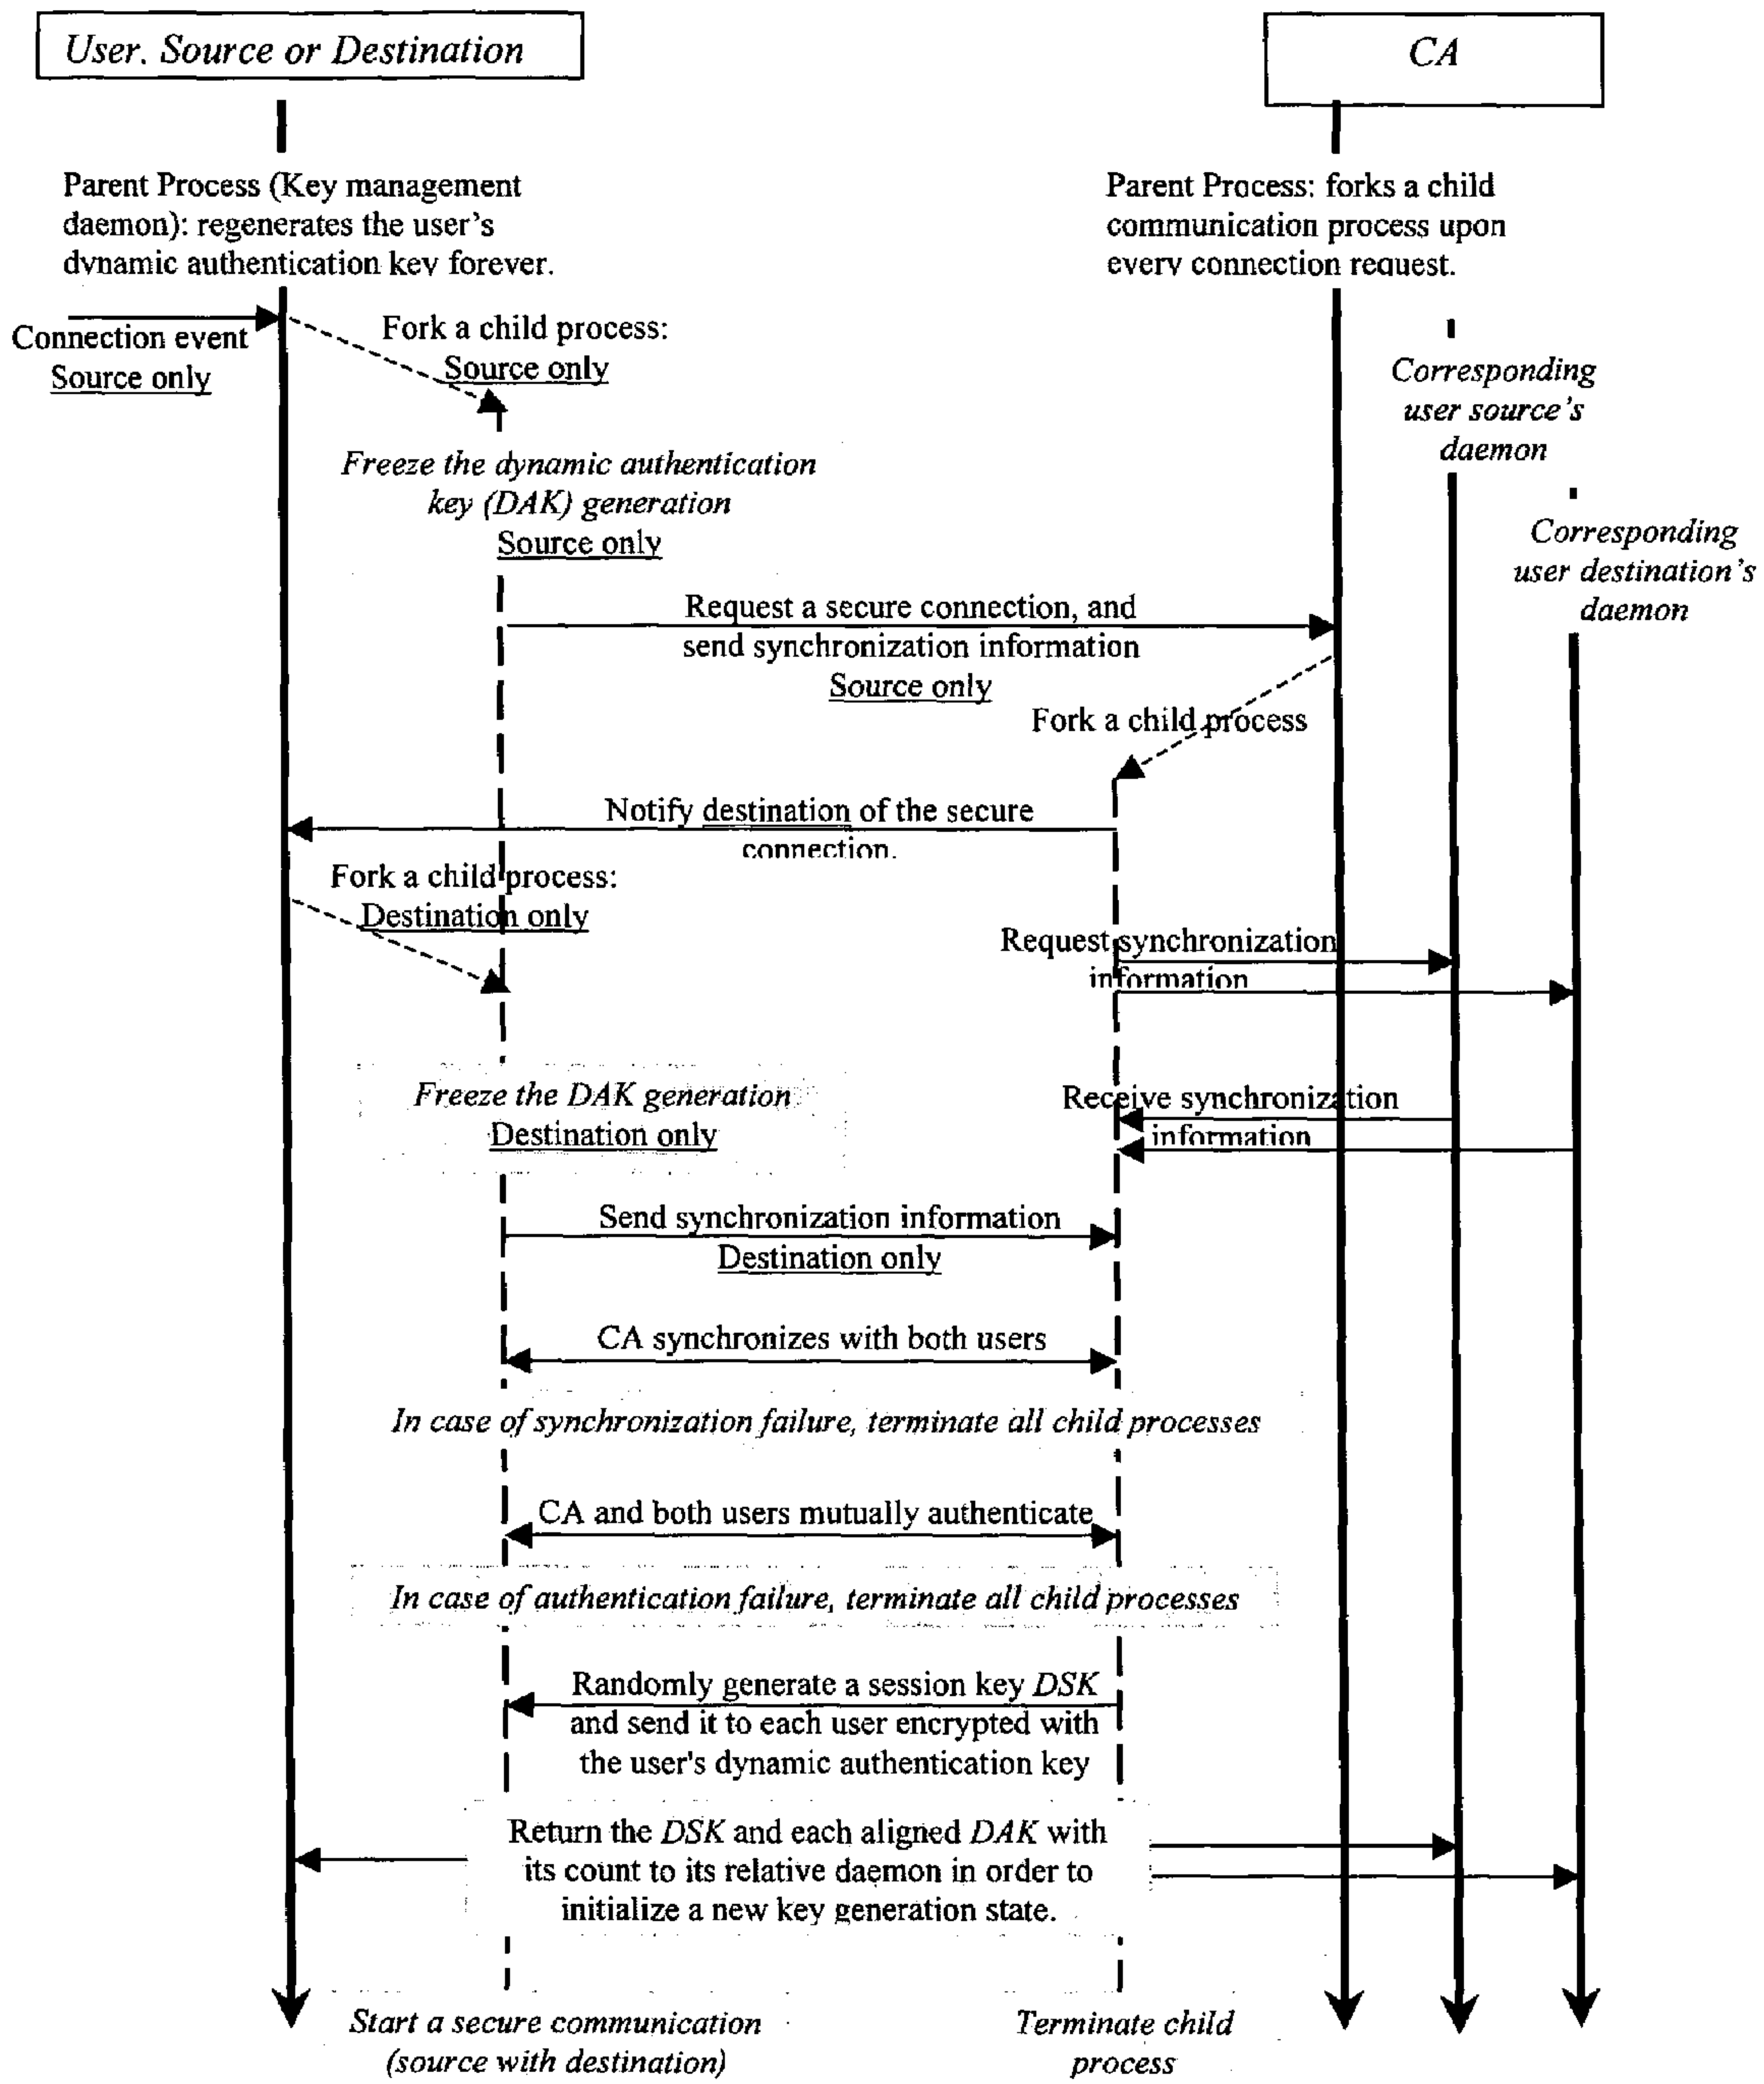 User. Source or Destination
CA
Parent Process (Key management
daemon): regenerates the user's
dynamic authentication key forever.
Parent Process: forks a child
communication process upon
every connection request.
Connection event
Source only
Fork a child process:
Source only
Corresponding
user source's
daemon
Freeze the dynamic authentication
key (DAK) generation
Source only
Corresponding
user destination's
daemon
Request a secure connection, and
send synchronization information
Source only
Fork a child process
Notify destination of the secure
connection.
Fork a child process:
Destination only
Request synchronization
information
Freeze the DAK generation
Destination only
Receive synchronization
information
Send synchronization information
Destination only
CA synchronizes with both users
In case of synchronization failure, terminate all child processes
CA and both users mutually authenticate
In case of authentication failure, terminate all child processes
Randomly generate a session key DSK
and send it to each user encrypted with
the user's dynamic authentication key
Return the DSK and each aligned DAK with
its count to its relative daemon in order to
initialize a new key generation state.
Start a secure communication
(source with destination)
Terminate child
process